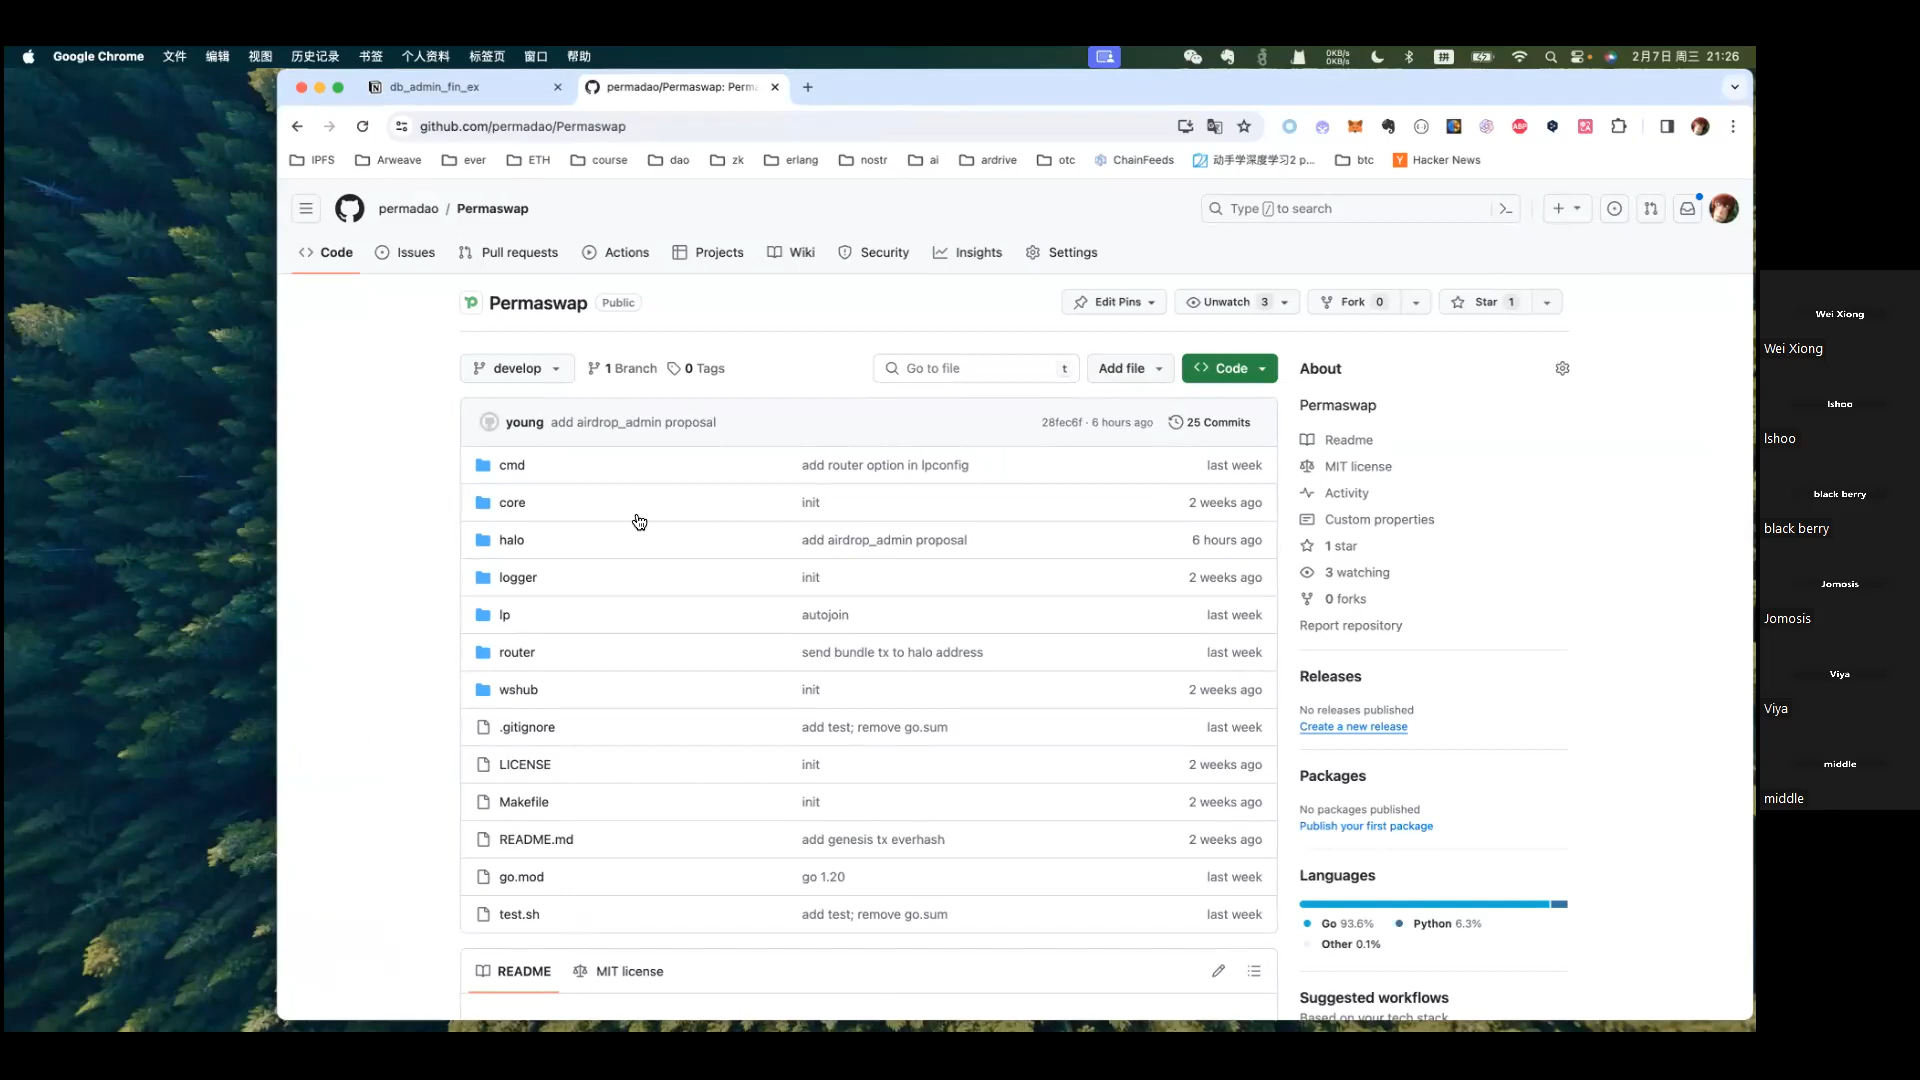 Google Chrome 文件 编辑 视图 历史记录 书签 个人资料 标签页 窗口 帮助 0KB/s 0KB/s 拼 2月7日 周三 21:26
db_admin_fin_ex permadao/Permaswap: Perma
github.com/permadao/Permaswap
IPFS Arweave ever ETH course dao zk erlang nostr ai ardrive otc ChainFeeds 动手学深度学习2 p... btc Hacker News
permadao / Permaswap Type / to search
Code Issues Pull requests Actions Projects Wiki Security Insights Settings
Permaswap Public Edit Pins Unwatch 3 Fork 0 Star 1
develop 1 Branch 0 Tags Go to file t Add file Code
young add airdrop_admin proposal 28fec6f · 6 hours ago 25 Commits
cmd add router option in lpconfig last week
core init 2 weeks ago
halo add airdrop_admin proposal 6 hours ago
logger init 2 weeks ago
lp autojoin last week
router send bundle tx to halo address last week
wshub init 2 weeks ago
.gitignore add test; remove go.sum last week
LICENSE init 2 weeks ago
Makefile init 2 weeks ago
README.md add genesis tx everhash 2 weeks ago
go.mod go 1.20 last week
test.sh add test; remove go.sum last week
README MIT license
About
Permaswap
Readme
MIT license
Activity
Custom properties
1 star
3 watching
0 forks
Report repository
Releases
No releases published
Create a new release
Packages
No packages published
Publish your first package
Languages
Go 93.6% Python 6.3%
Other 0.1%
Suggested workflows
Based on your tech stack
Wei Xiong
Wei Xiong
lshoo
lshoo
black berry
black berry
Jomosis
Jomosis
Viya
Viya
middle
middle